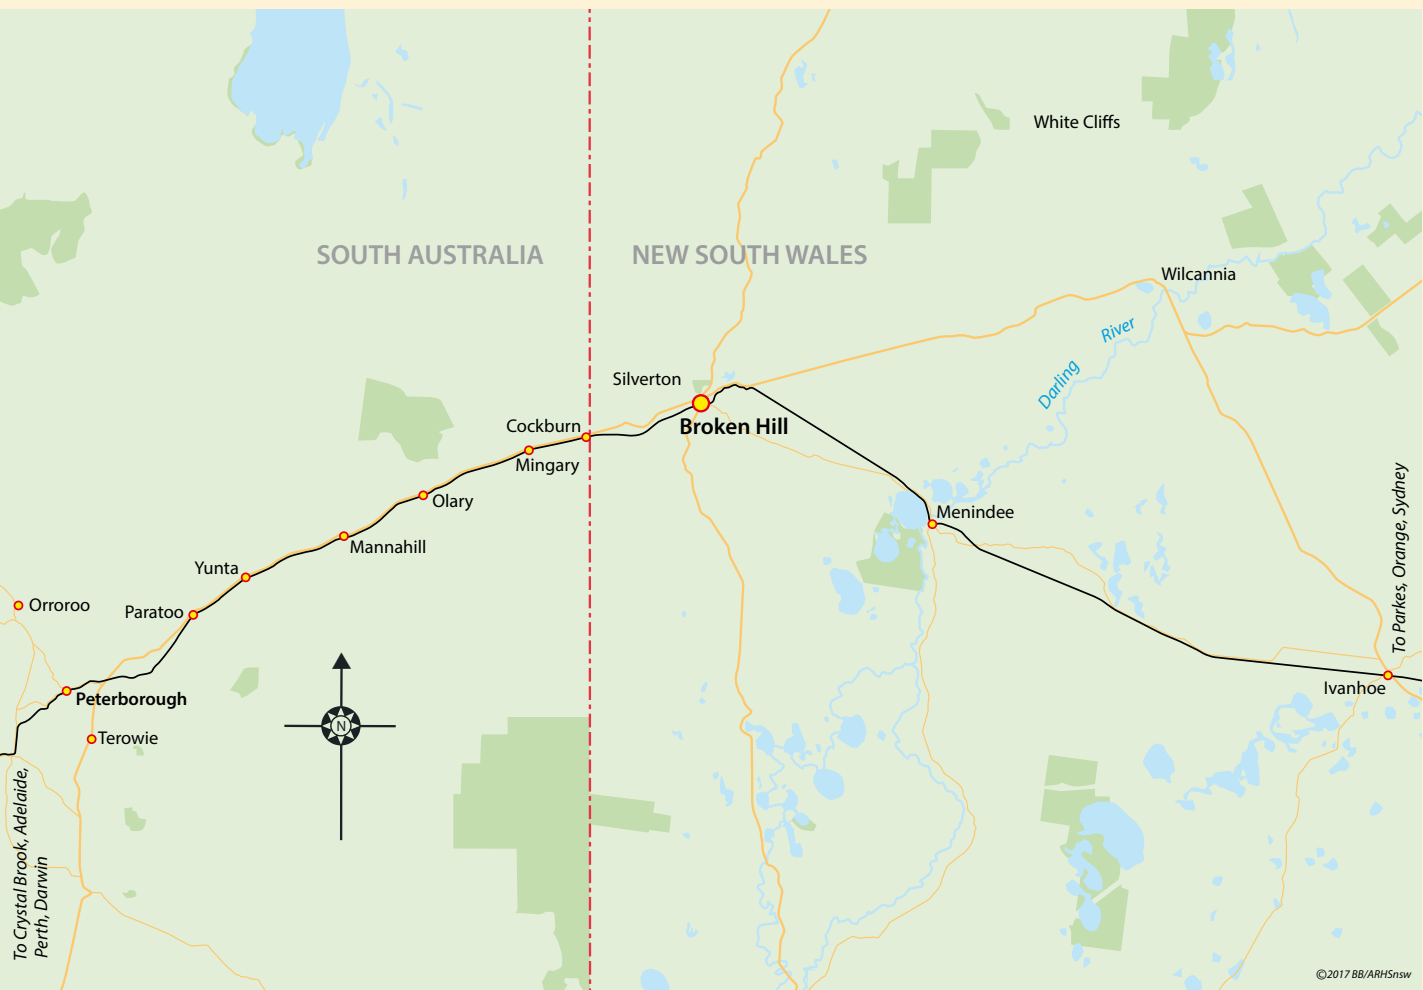 White Cliffs
SOUTH AUSTRALIA
NEW SOUTH WALES
Wilcannia
Darling
River
Silverton
Cockburn
Broken Hill
Mingary
Olary
Menindee
Mannahill
Yunta
Orroroo
Paratoo
To Parkes, Orange, Sydney
Peterborough
Ivanhoe
N
Terowie
To Crystal Brook, Adelaide,
Perth, Darwin
©2017 BB/ARHSnsw